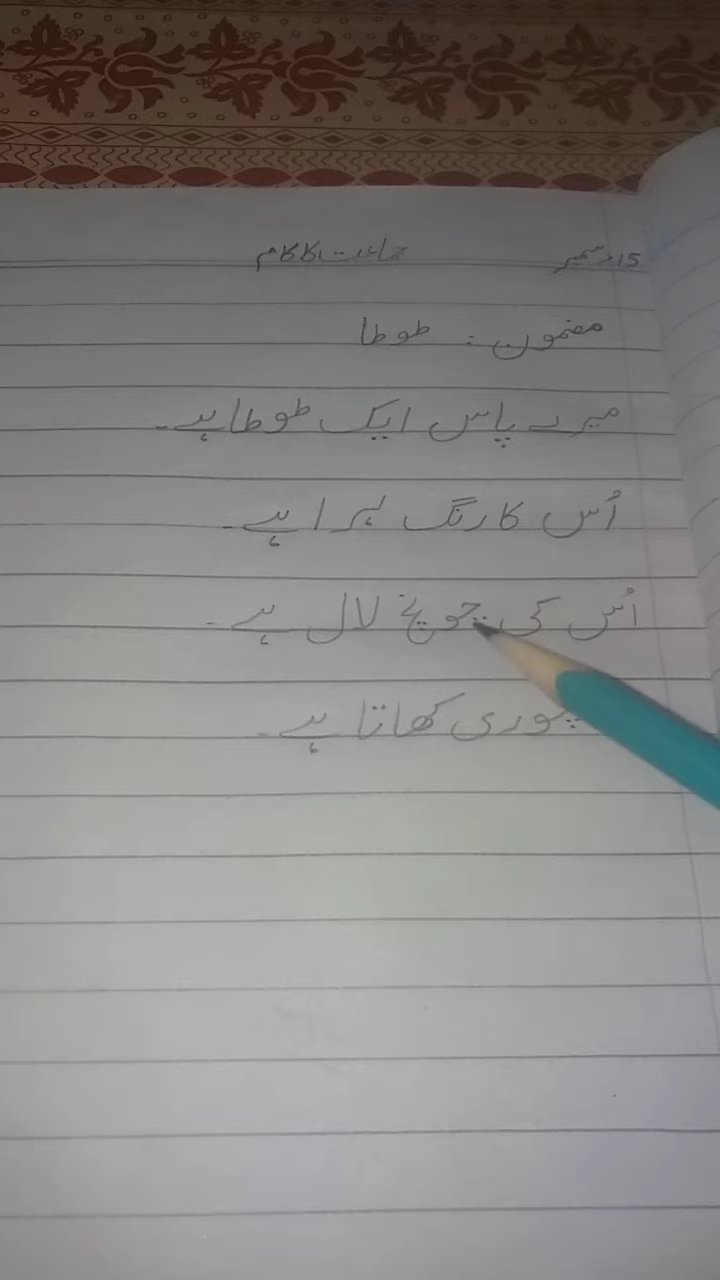 15 دسمبر جماعت کا کام
مضمون: طوطا
میرے پاس ایک طوطا ہے۔
اُس کا رنگ ہرا ہے۔
اُس کی چونچ لال ہے۔
چوری کھاتا ہے۔